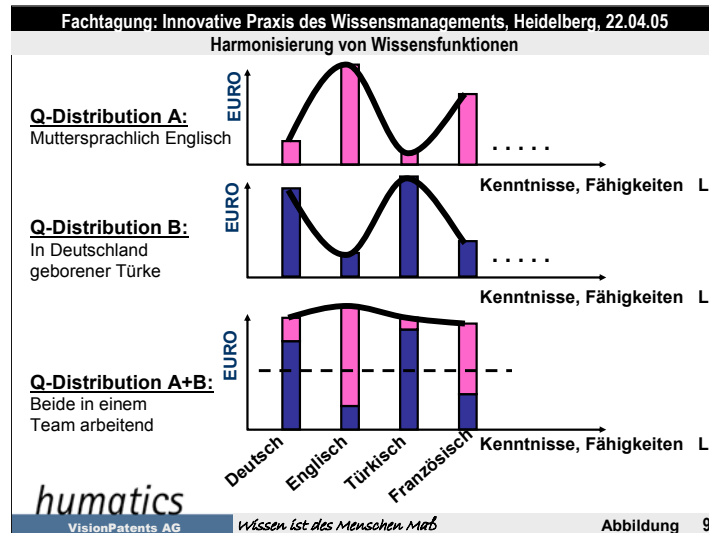 Fachtagung: Innovative Praxis des Wissensmanagements, Heidelberg, 22.04.05
Harmonisierung von Wissensfunktionen
EURO
Q-Distribution A:
Muttersprachlich Englisch
. . . . .
Kenntnisse, Fähigkeiten L
EURO
Q-Distribution B:
In Deutschland
geborener Türke
. . . . .
Kenntnisse, Fähigkeiten L
EURO
Q-Distribution A+B:
Beide in einem
Team arbeitend
Deutsch
Englisch
Türkisch
Französisch
Kenntnisse, Fähigkeiten L
humatics
VisionPatents AG
Wissen ist des Menschen Maß
Abbildung 9